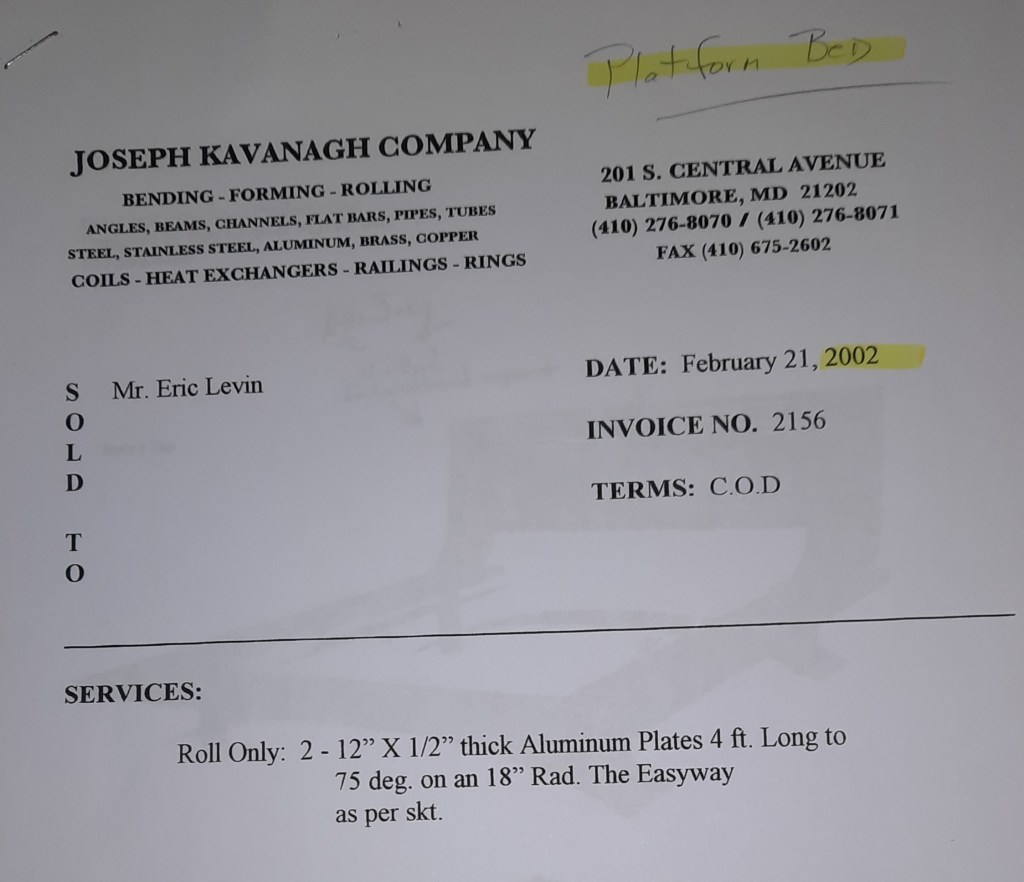 Platform Bed
JOSEPH KAVANAGH COMPANY
BENDING - FORMING - ROLLING
ANGLES, BEAMS, CHANNELS, FLAT BARS, PIPES, TUBES
STEEL, STAINLESS STEEL, ALUMINUM, BRASS, COPPER
COILS - HEAT EXCHANGERS - RAILINGS - RINGS
201 S. CENTRAL AVENUE
BALTIMORE, MD 21202
(410) 276-8070 / (410) 276-8071
FAX (410) 675-2602
SOLD TO
Mr. Eric Levin
DATE: February 21, 2002
INVOICE NO. 2156
TERMS: C.O.D
SERVICES:
Roll Only: 2 - 12” X 1/2” thick Aluminum Plates 4 ft. Long to
75 deg. on an 18” Rad. The Easyway
as per skt.